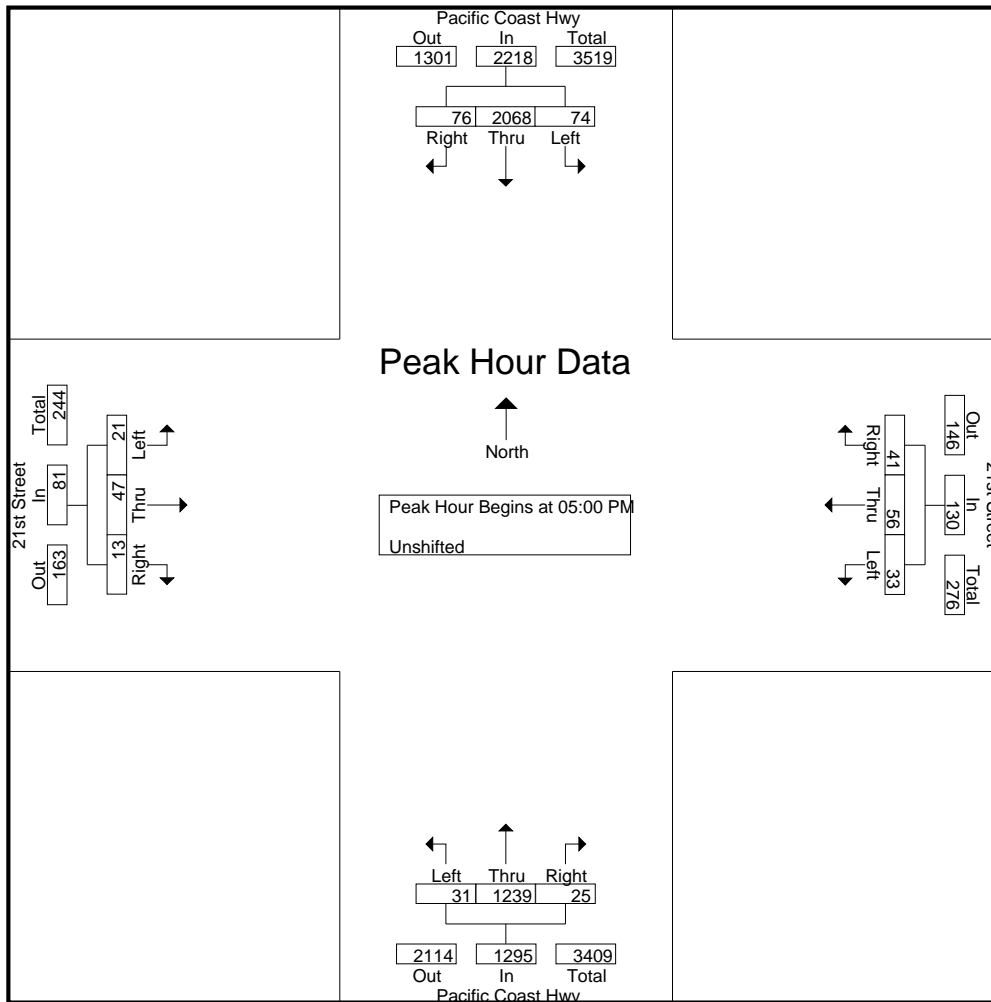 Pacific Coast Hwy
Out In Total
1301 2218 3519
76 2068 74
Right Thru Left
Peak Hour Data
North
Peak Hour Begins at 05:00 PM
Unshifted
21st Street
Out In Total
163 81 244
Right Thru Left
13 47 21
21st Street
Out In Total
146 130 276
Right Thru Left
41 56 33
Left Thru Right
31 1239 25
2114 1295 3409
Out In Total
Pacific Coast Hwy